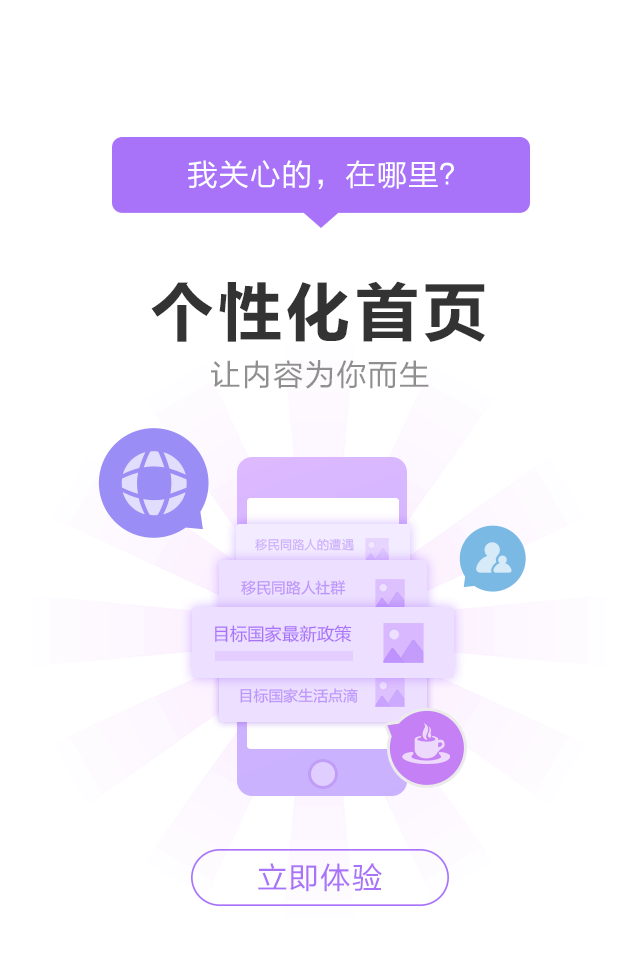 我关心的，在哪里？
个性化首页
让内容为你而生
移民同路人的遭遇
移民同路人社群
目标国家最新政策
目标国家生活点滴
立即体验